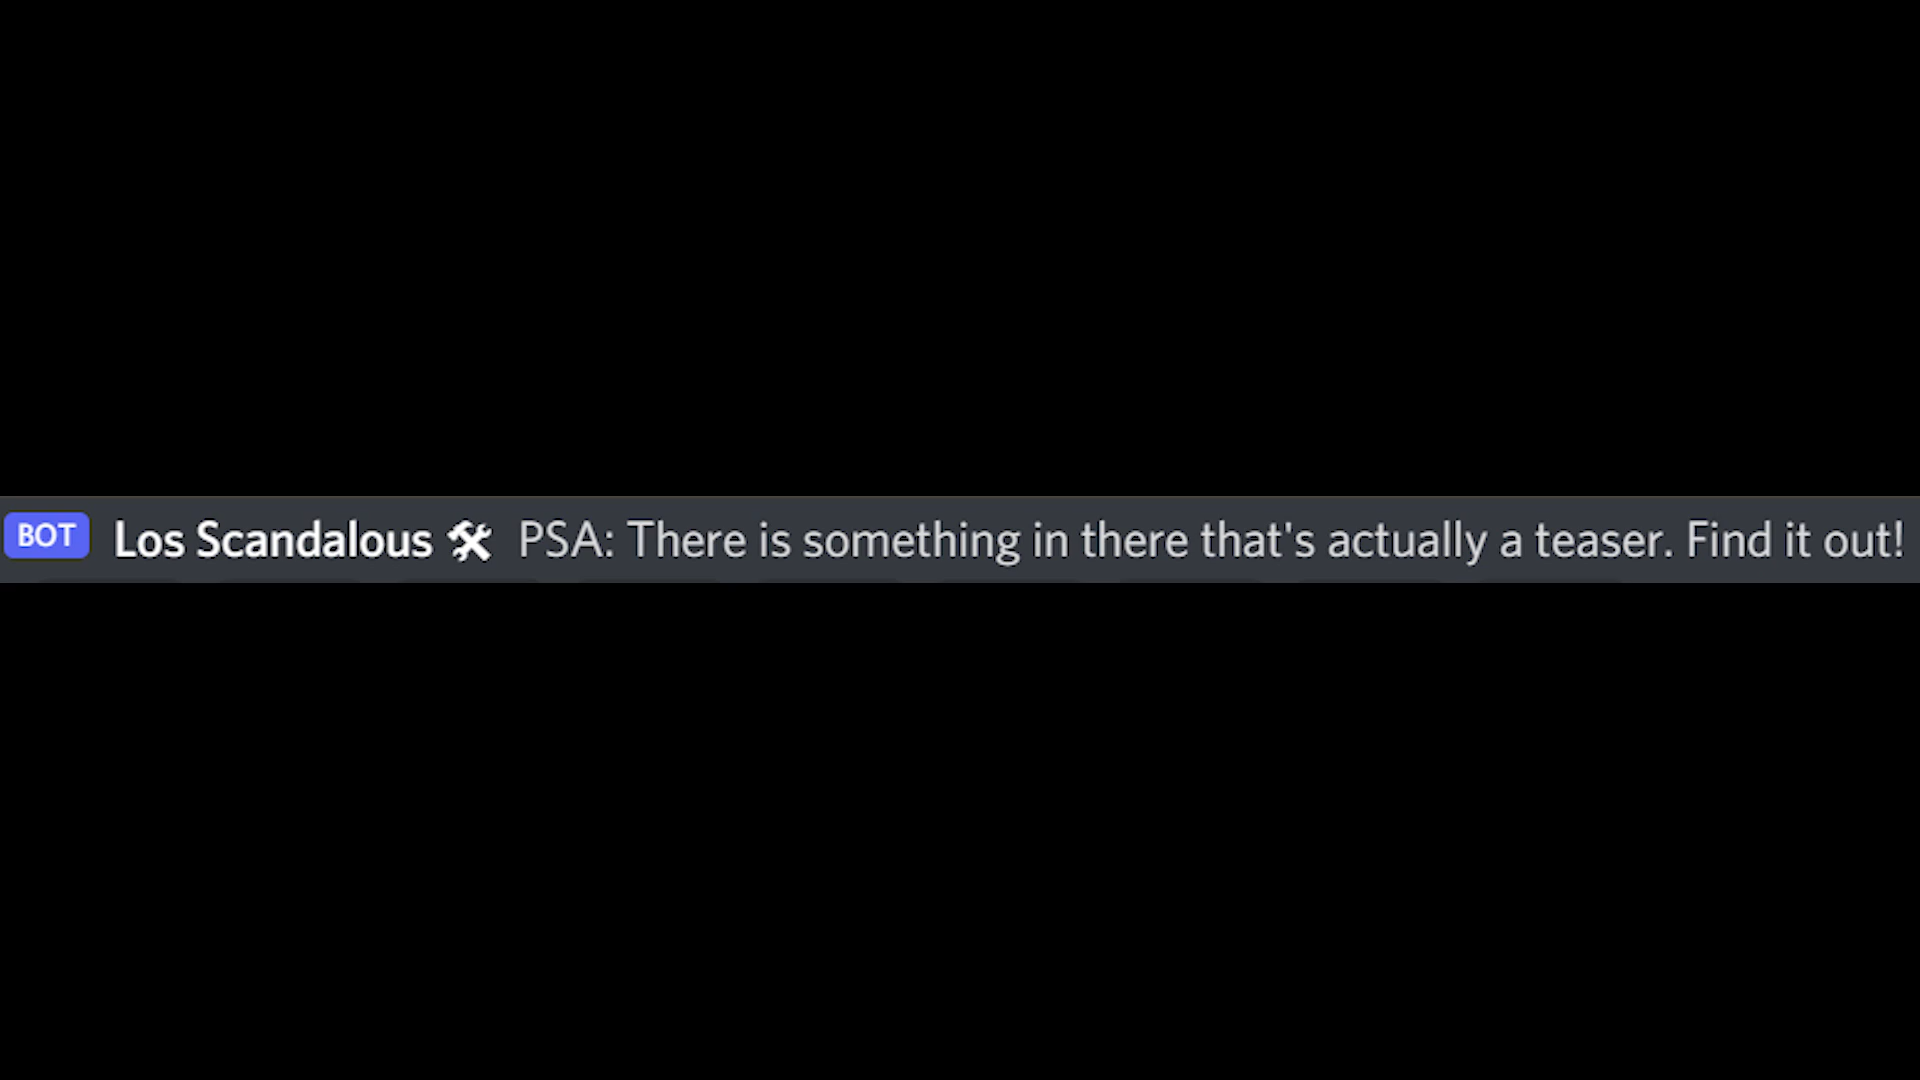 BOT Los Scandalous 🛠 PSA: There is something in there that's actually a teaser. Find it out!